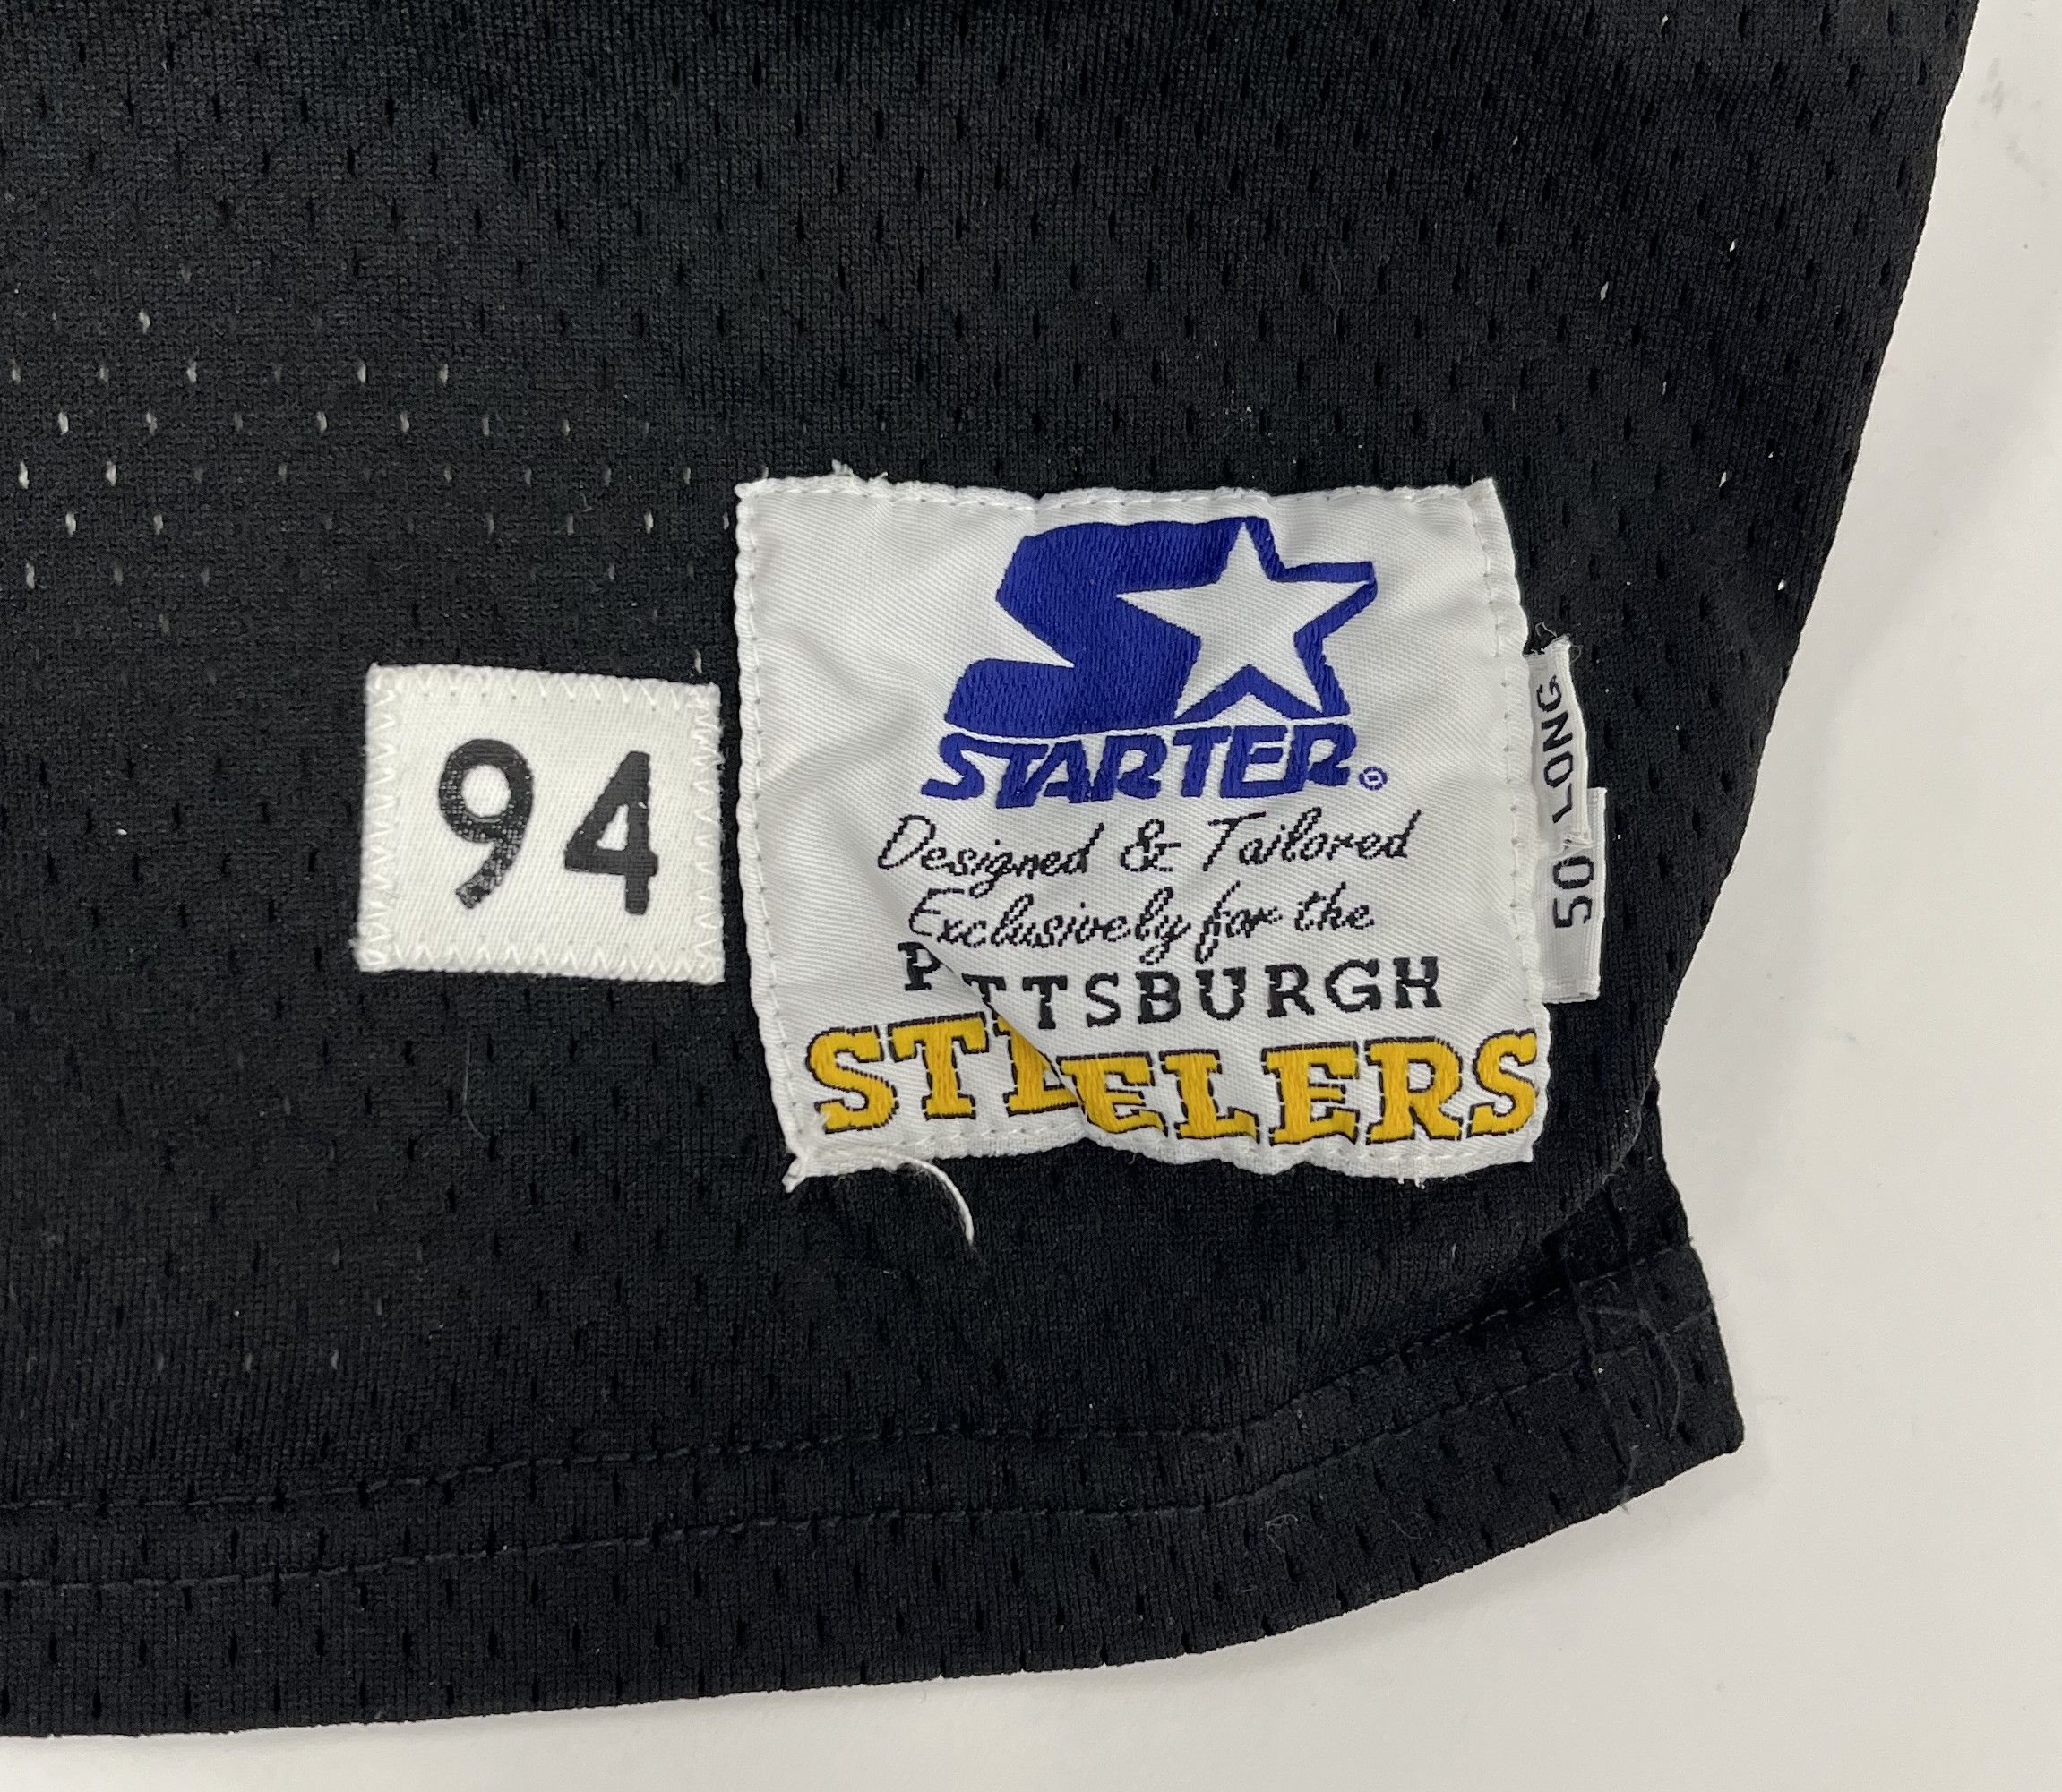 94
STARTER®
Designed & Tailored
Exclusively for the
PITTSBURGH
STEELERS
50 LONG